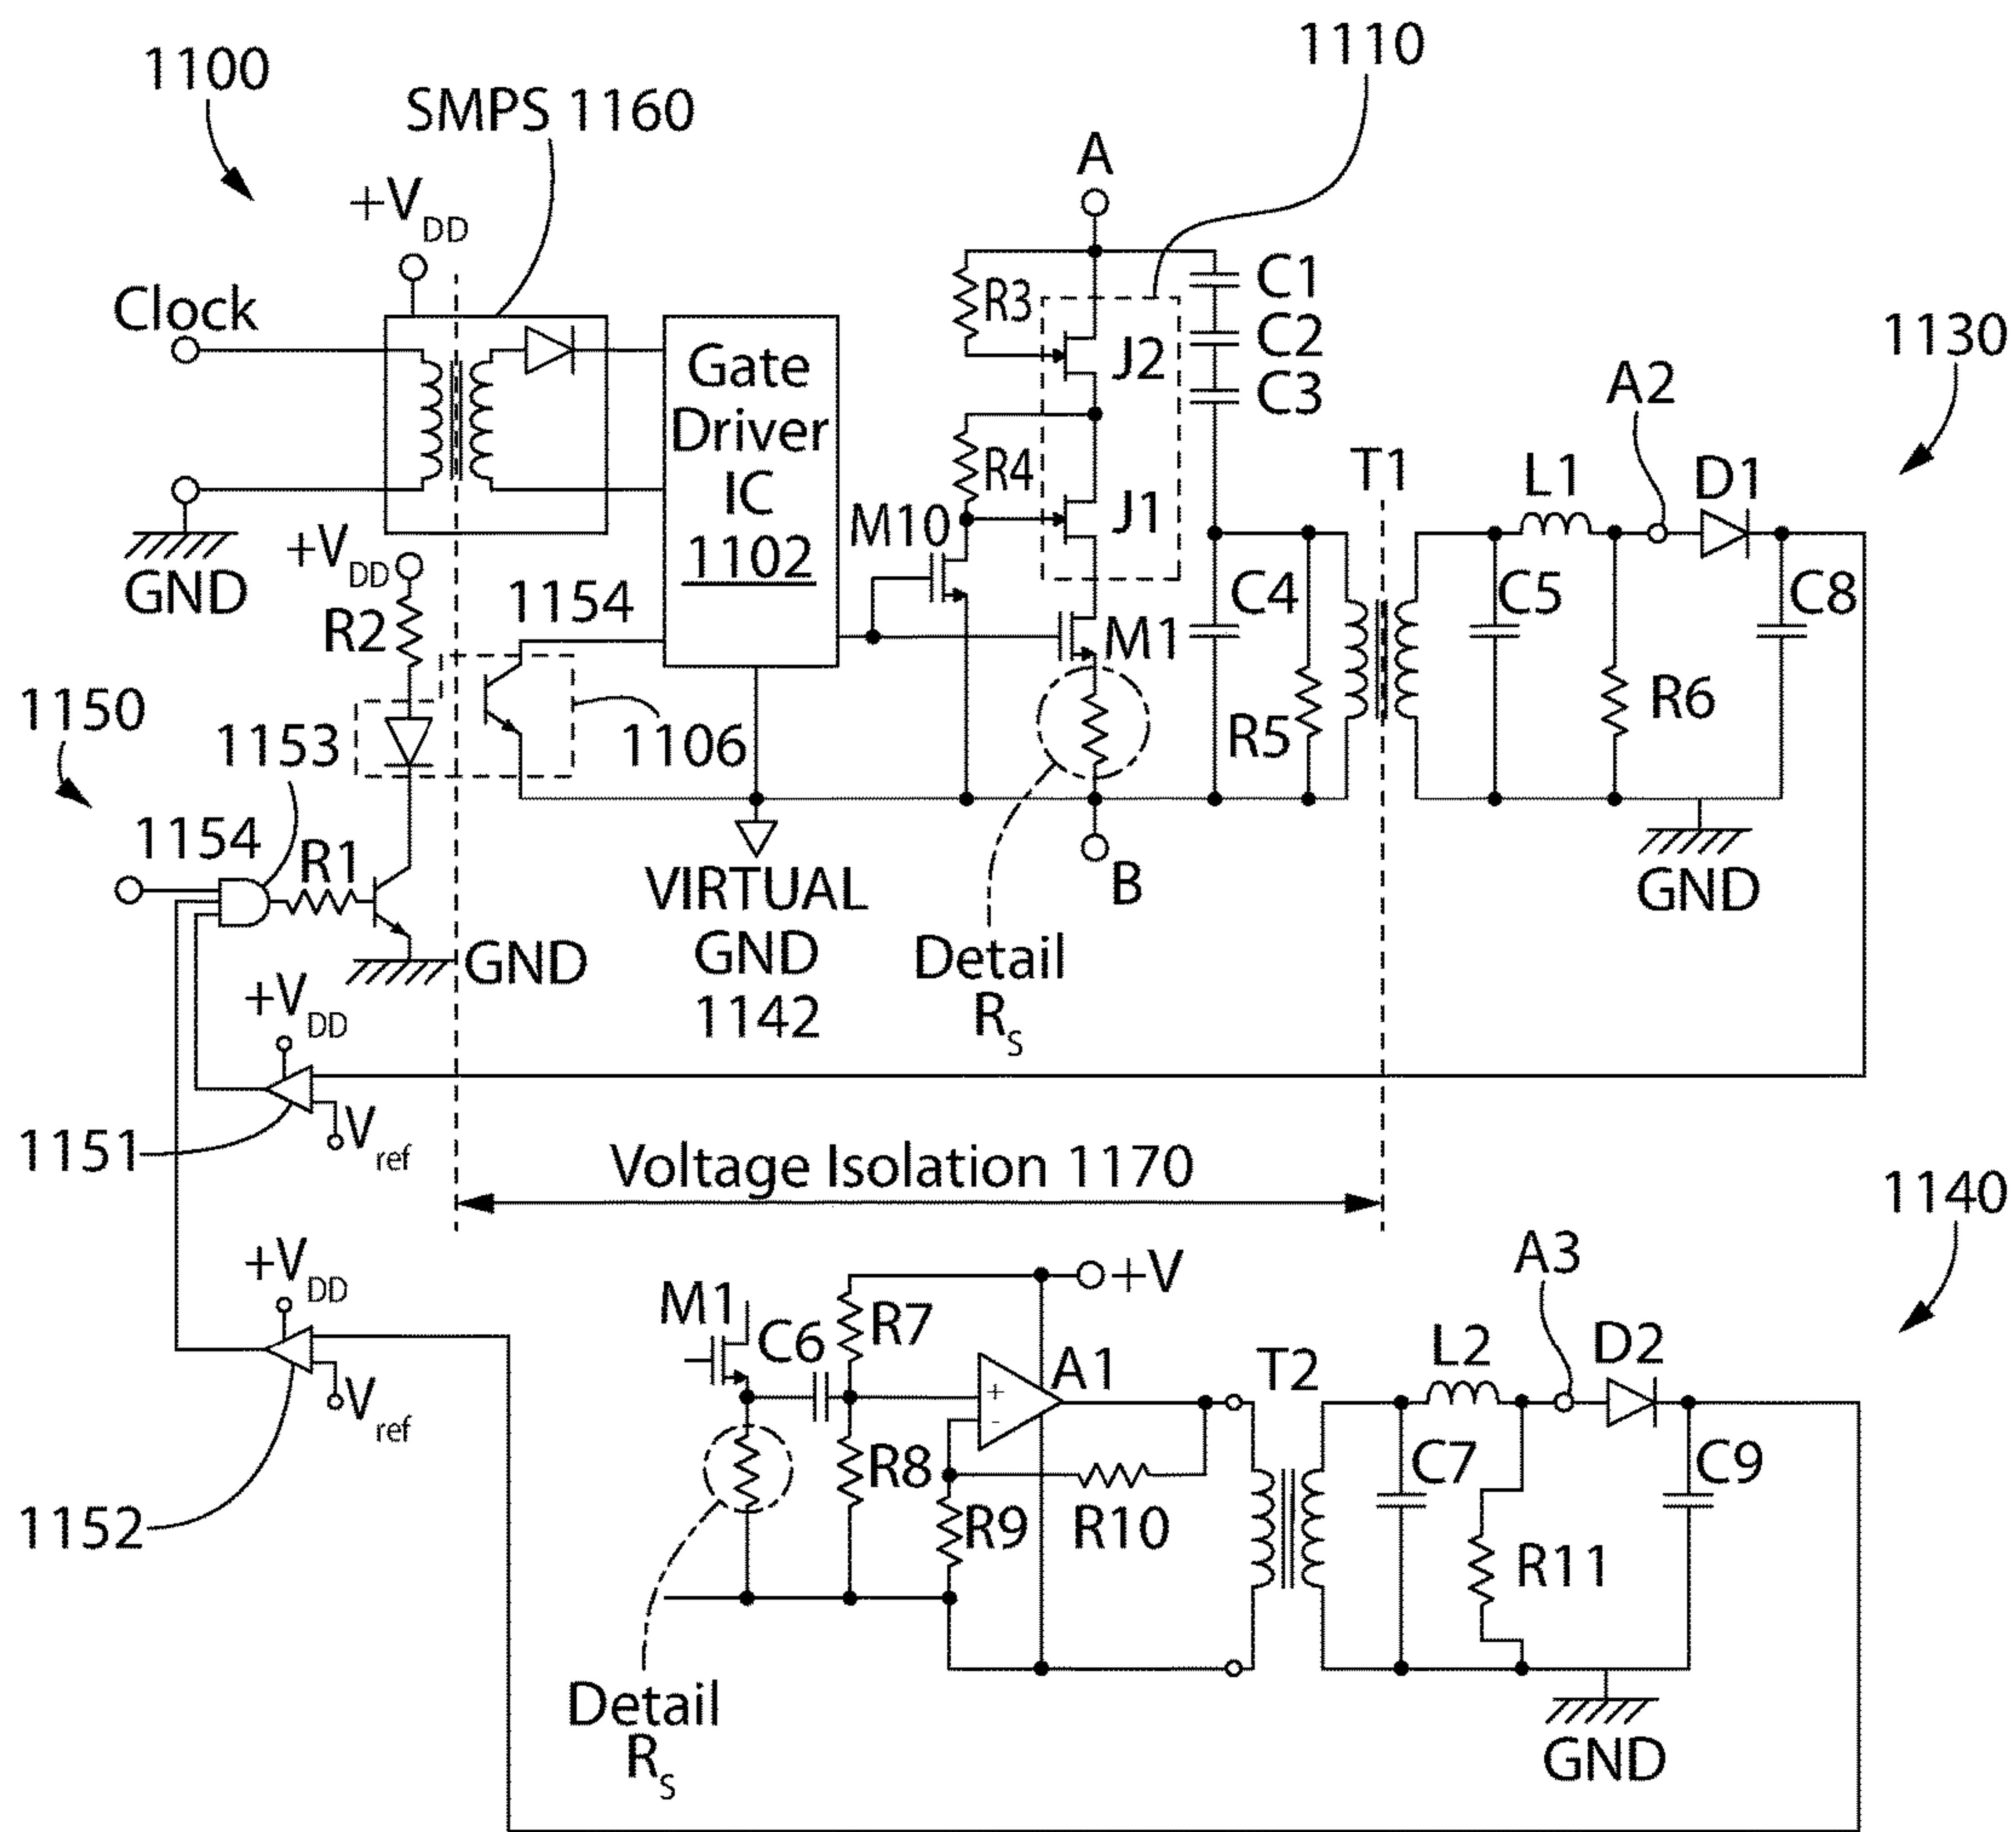 1100
SMPS 1160
1110
+VDD
A
Clock
R3
C1
C2
C3
J2
1130
Gate
Driver
IC
1102
R4
A2
T1
L1
D1
M10
J1
GND
+VDD
R2
1154
C4
C5
C8
M1
R5
R6
1150
1153
1106
1154
R1
B
VIRTUAL
GND
1142
GND
GND
Detail
RS
+VDD
1151
Vref
Voltage Isolation 1170
1140
+VDD
+V
A3
M1
C6
R7
A1
T2
L2
D2
Vref
+
-
R8
C7
C9
1152
R9
R10
R11
Detail
RS
GND